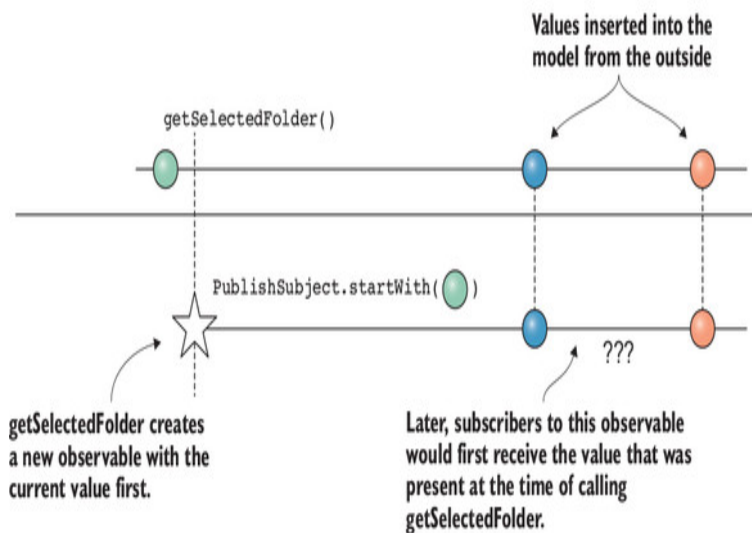 Values inserted into the
model from the outside
getSelectedFolder()
PublishSubject.startWith( )
???
getSelectedFolder creates
a new observable with the
current value first.
Later, subscribers to this observable
would first receive the value that was
present at the time of calling
getSelectedFolder.